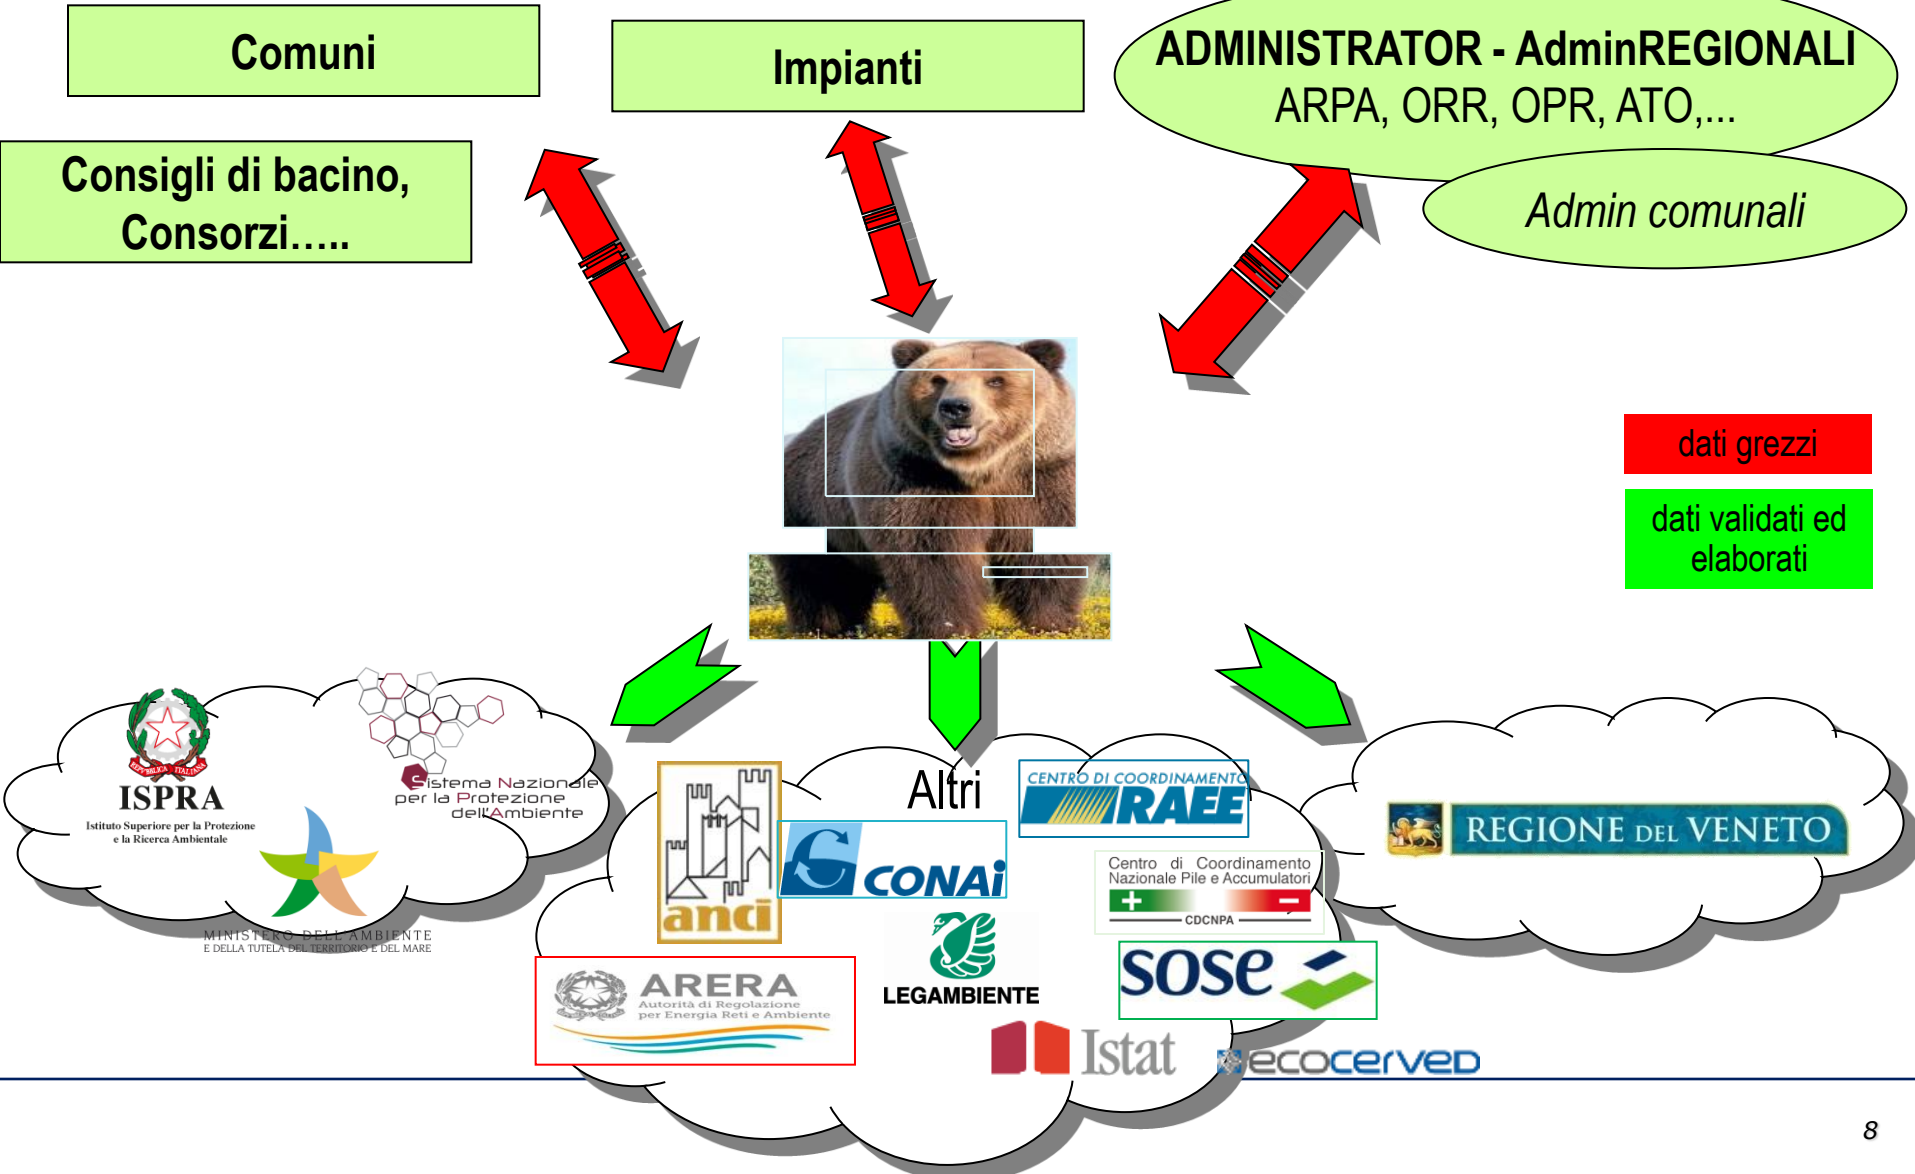 Comuni
Impianti
ADMINISTRATOR - AdminREGIONALI
ARPA, ORR, OPR, ATO,...
Consigli di bacino,
Consorzi.....
Admin comunali
dati grezzi
dati validati ed
elaborati
REPVBBLICA ITALIANA
ISPRA
Istituto Superiore per la Protezione
e la Ricerca Ambientale
Sistema Nazionale
per la Protezione
dell'Ambiente
MINISTERO DELL'AMBIENTE
E DELLA TUTELA DEL TERRITORIO E DEL MARE
Altri
anci
CENTRO DI COORDINAMENTO
RAEE
CONAI
Centro di Coordinamento
Nazionale Pile e Accumulatori
CDCNPA
LEGAMBIENTE
sose
ARERA
Autorità di Regolazione
per Energia Reti e Ambiente
Istat
ecocerved
REGIONE DEL VENETO
8